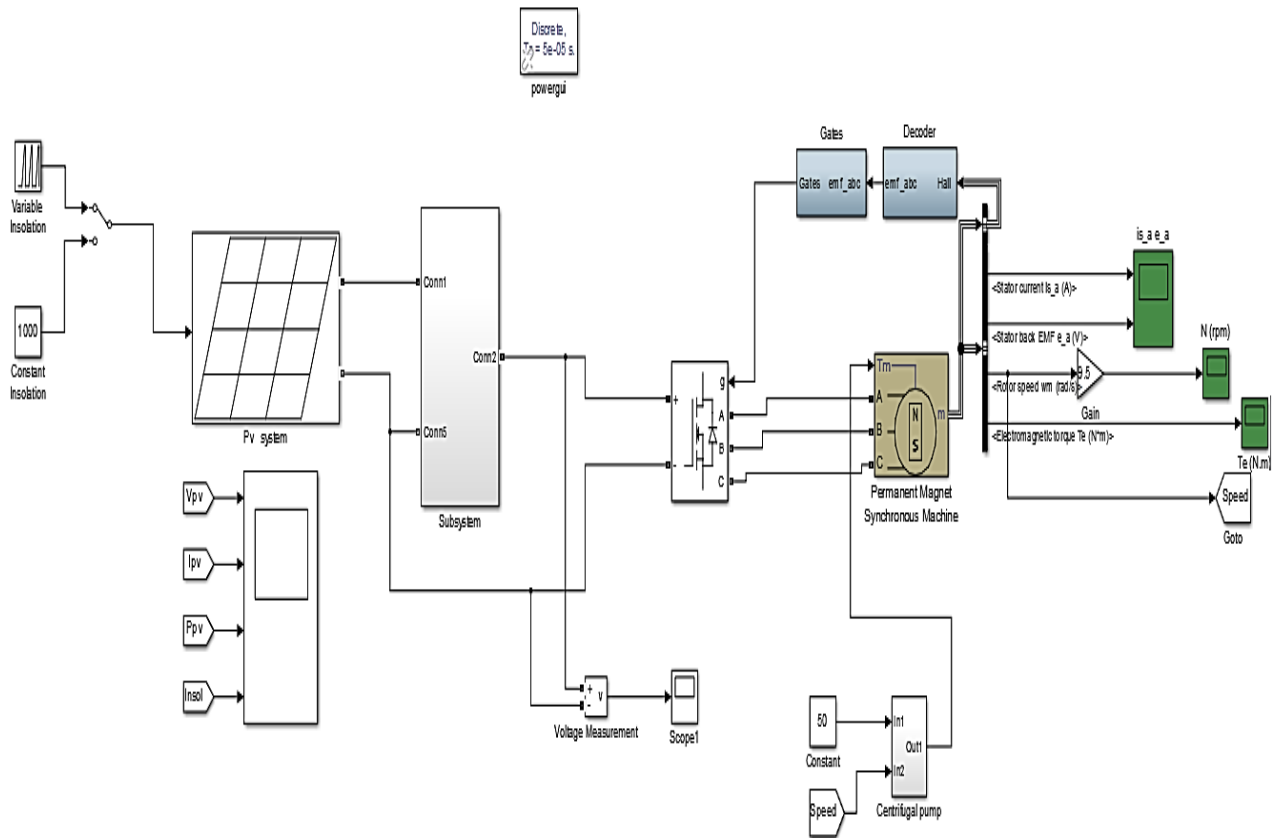 Discrete,
= 5e-05 s.
powergui
Gates
Decoder
Gates emf_abc
emf_abc Hall
Variable
Insolation
is_a e_a
Conn1
<Stator current is_a (A)>
1000
Constant
Insolation
<Stator back EMF e_a (V)>
N (rpm)
Conn2
g
Tm
<Rotor speed wm (rad/s)>
9.5
Gain
+
A
A
N
S
m
Pv system
Conn5
B
B
<Electromagnetic torque Te (N*m)>
-
C
C
Te (N.m)
Permanent Magnet
Synchronous Machine
Vpv
Subsystem
Speed
Goto
Ipv
Ppv
Insol
+
-
v
Voltage Measurement
Scope1
50
Constant
In1
Out1
In2
Speed
Centrifugal pump